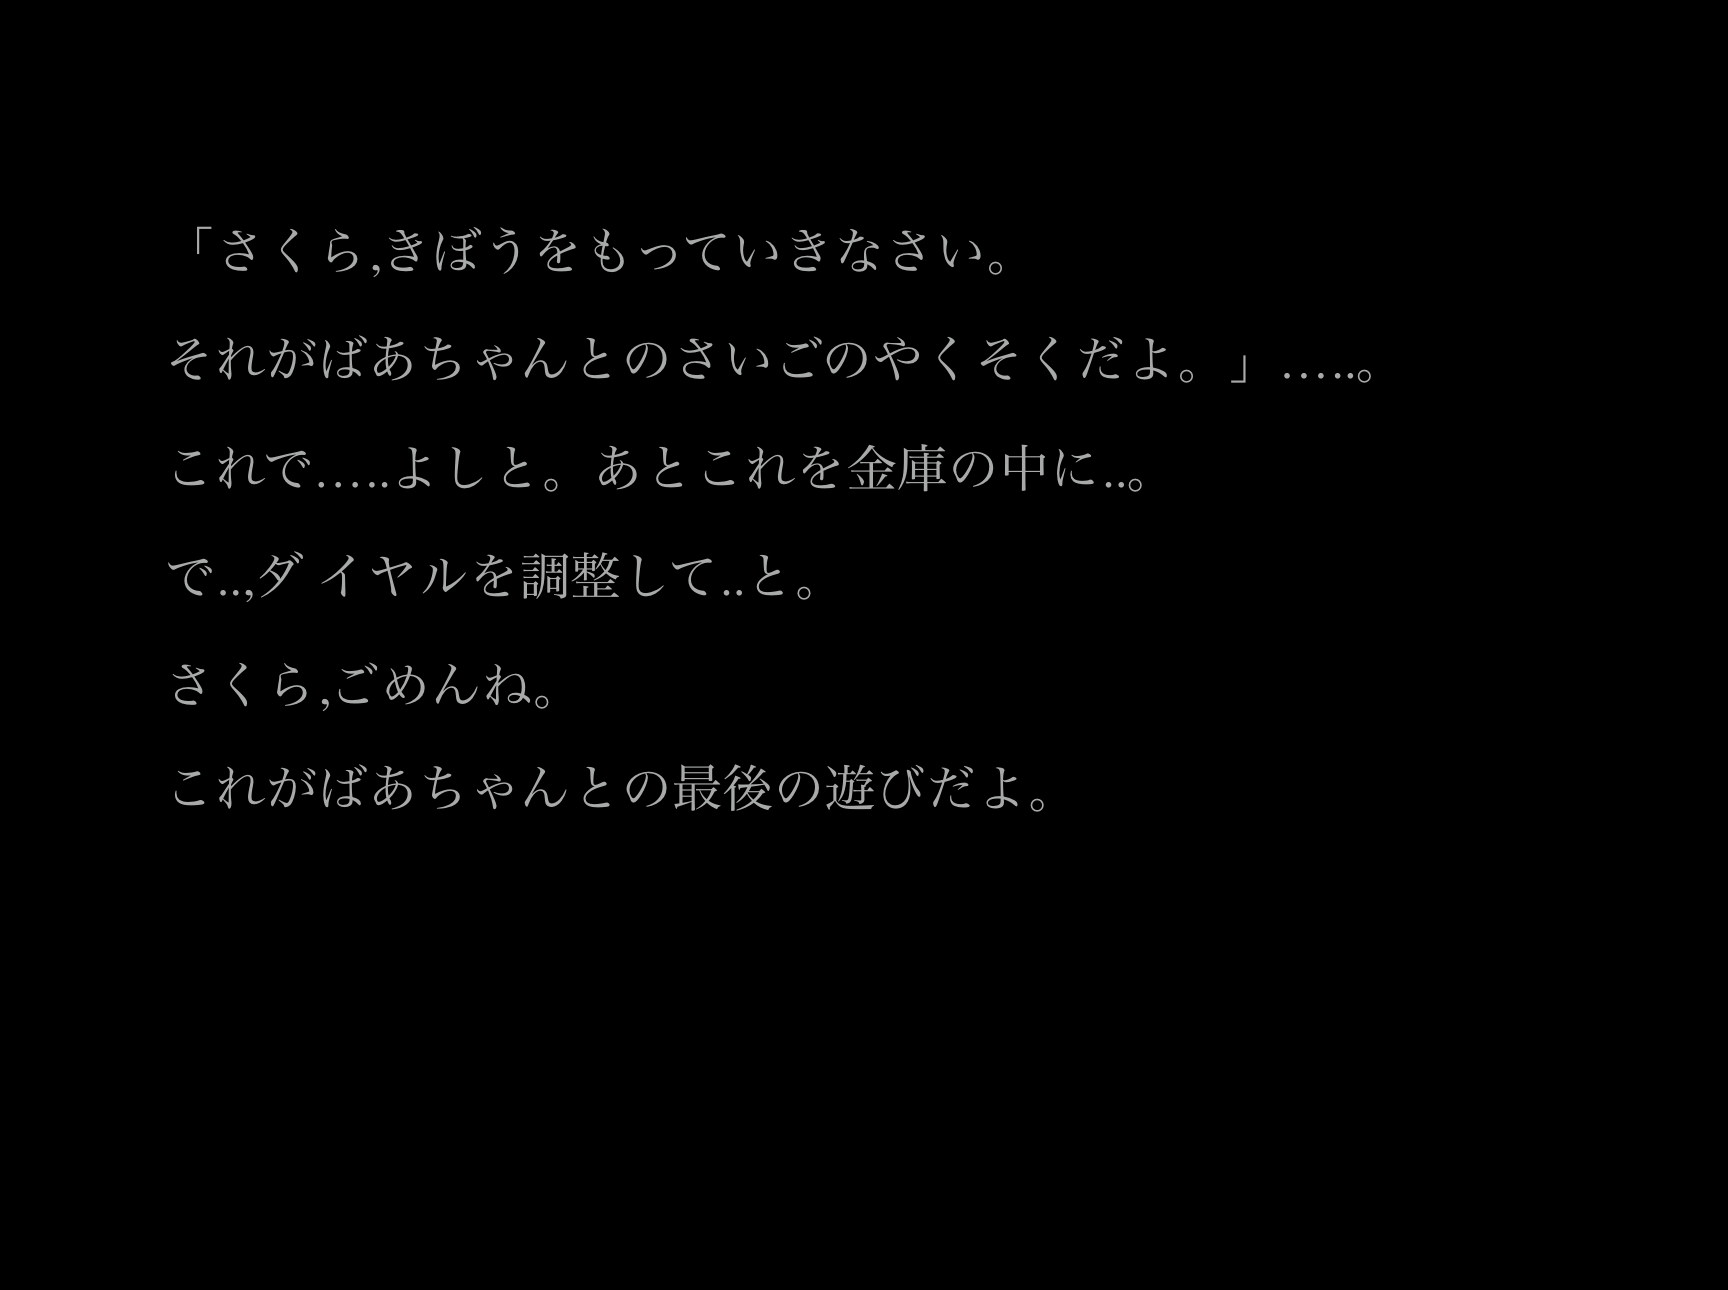 「さくら,きぼうをもっていきなさい。
それがばあちゃんとのさいごのやくそくだよ。」…..。
これで…..よしと。あとこれを金庫の中に..。
で..,ダ イヤルを調整して..と。
さくら,ごめんね。
これがばあちゃんとの最後の遊びだよ。